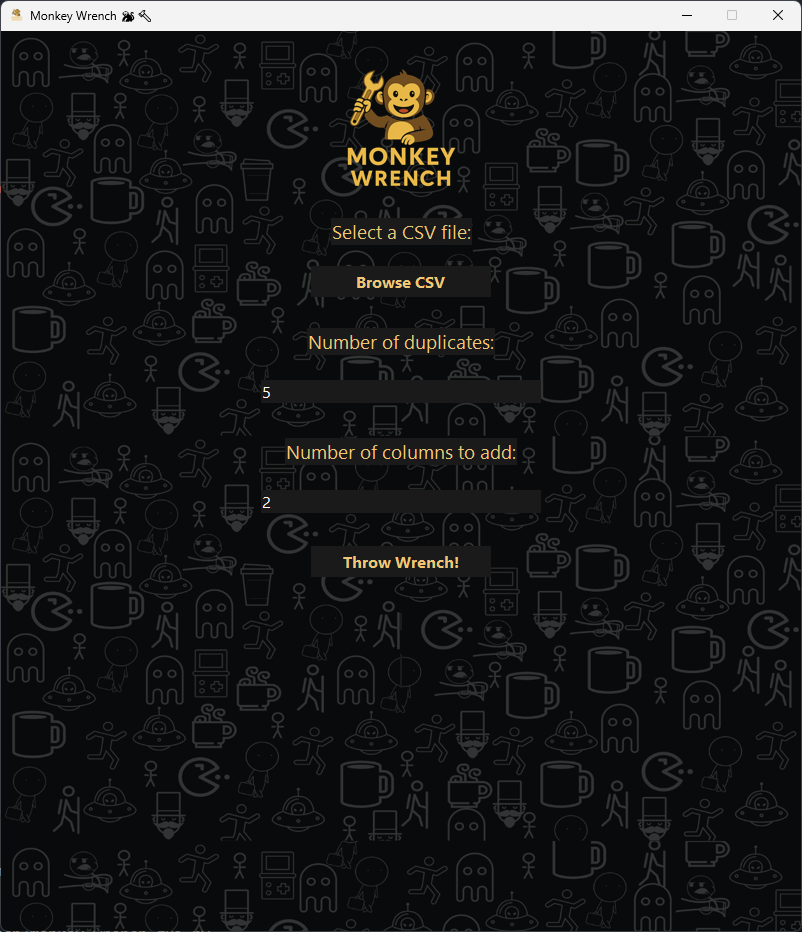 Monkey Wrench
MONKEY
WRENCH
Select a CSV file:
Browse CSV
Number of duplicates:
5
Number of columns to add:
2
Throw Wrench!